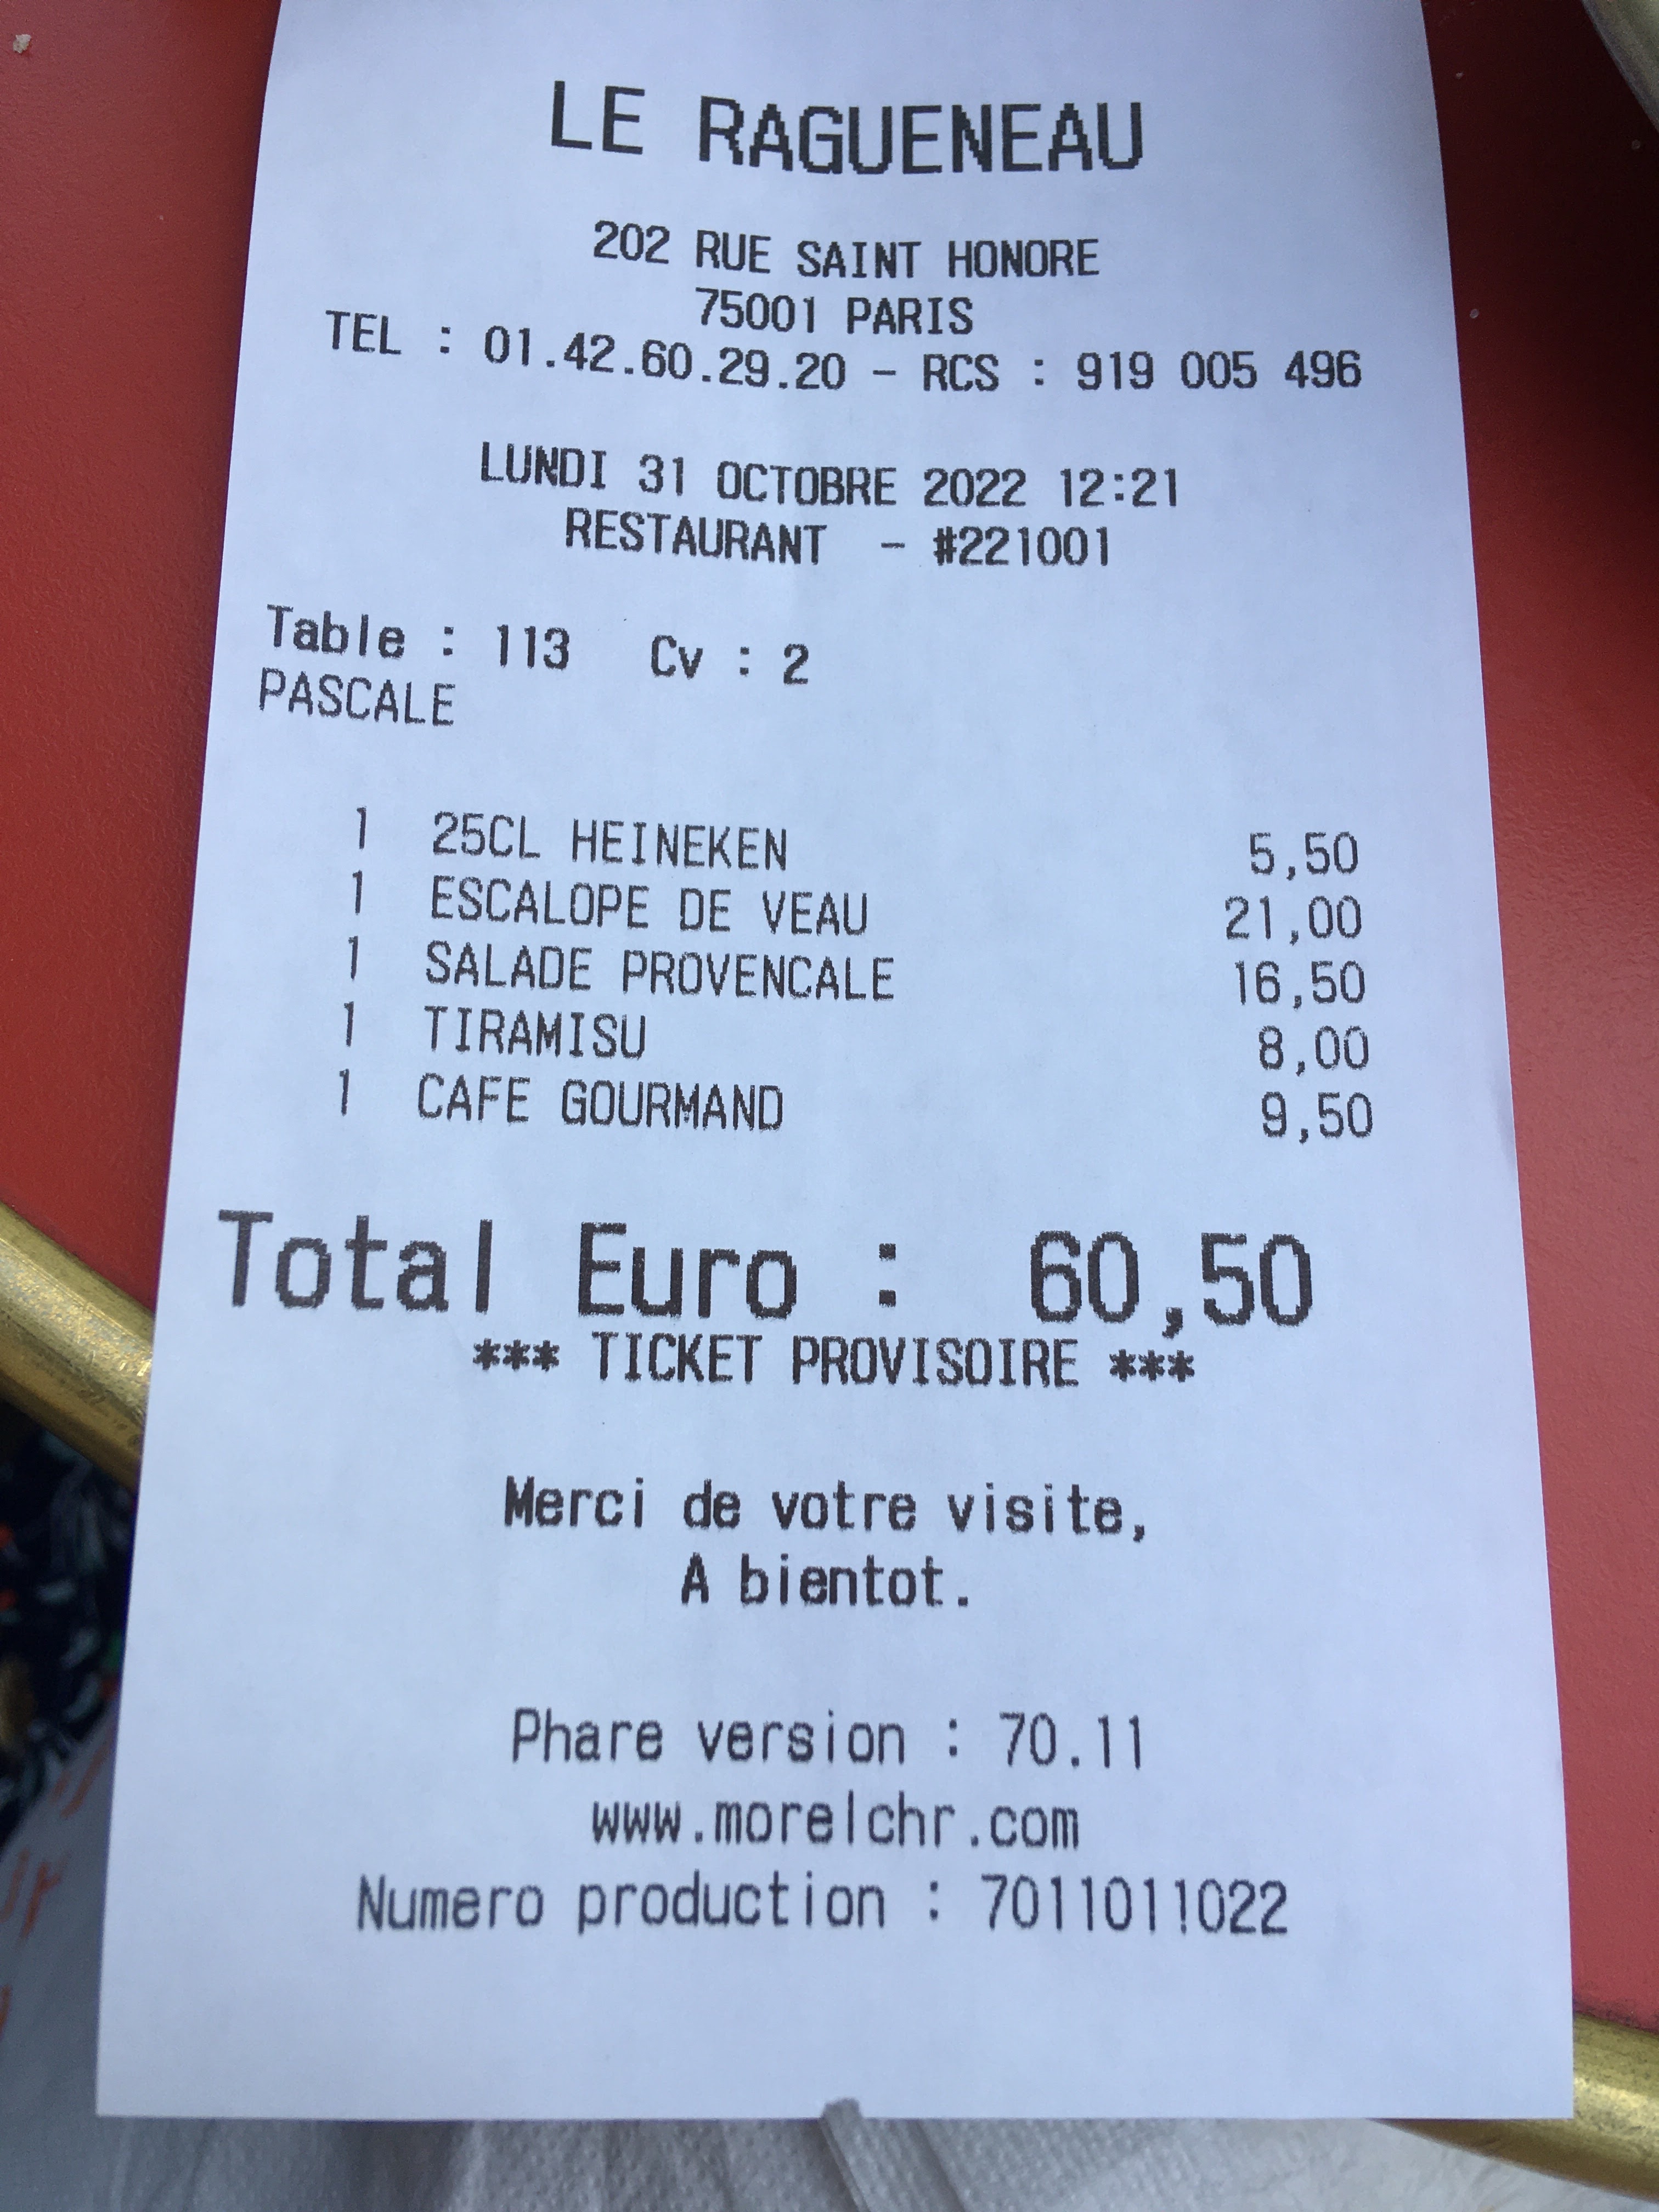 LE RAGUENEAU
202 RUE SAINT HONORE
75001 PARIS
TEL : 01.42.60.29.20 - RCS : 919 005 496
LUNDI 31 OCTOBRE 2022 12:21
RESTAURANT - #221001
Table : 113 Cv : 2
PASCALE
1 25CL HEINEKEN 5,50
1 ESCALOPE DE VEAU 21,00
1 SALADE PROVENCALE 16,50
1 TIRAMISU 8,00
1 CAFE GOURMAND 9,50
Total Euro : 60,50
*** TICKET PROVISOIRE ***
Merci de votre visite,
A bientot.
Phare version : 70.11
www.morelchr.com
Numero production : 7011011022